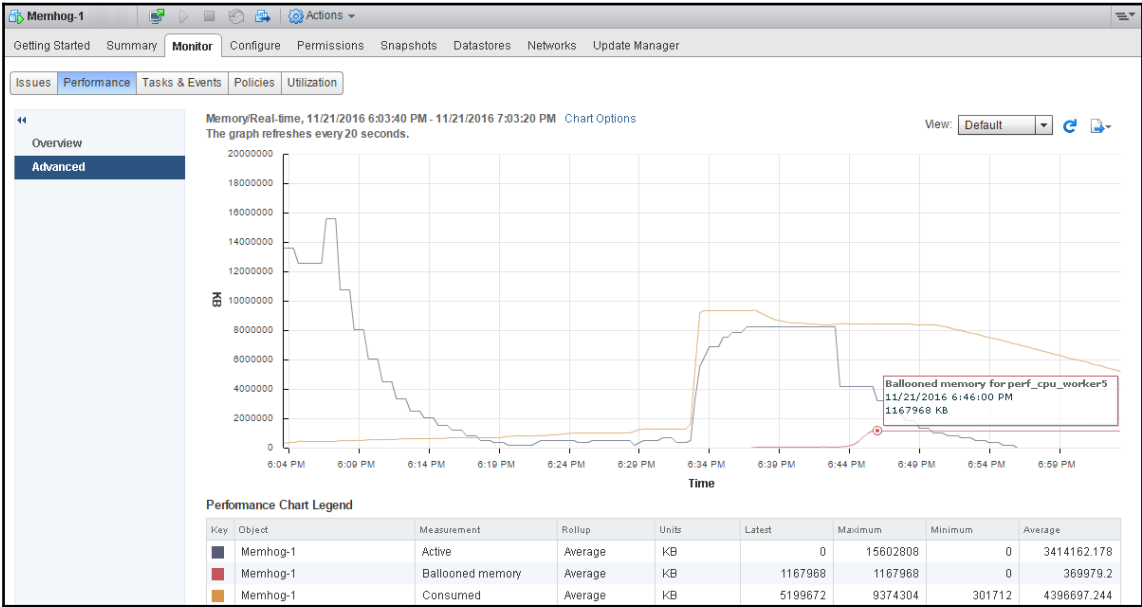 Memhog-1 Actions
Getting Started Summary Monitor Configure Permissions Snapshots Datastores Networks Update Manager
Issues Performance Tasks & Events Policies Utilization
Overview
Advanced
Memory/Real-time, 11/21/2016 6:03:40 PM - 11/21/2016 7:03:20 PM Chart Options
The graph refreshes every 20 seconds.
View: Default
20000000
18000000
16000000
14000000
12000000
10000000
8000000
6000000
4000000
2000000
0
KB
Ballooned memory for perf_cpu_worker5
11/21/2016 6:46:00 PM
1167968 KB
6:04 PM 6:09 PM 6:14 PM 6:19 PM 6:24 PM 6:29 PM 6:34 PM 6:39 PM 6:44 PM 6:49 PM 6:54 PM 6:59 PM
Time
Performance Chart Legend
Key Object Measurement Rollup Units Latest Maximum Minimum Average
Memhog-1 Active Average KB 0 15602808 0 3414162.178
Memhog-1 Ballooned memory Average KB 1167968 1167968 0 369979.2
Memhog-1 Consumed Average KB 5199672 9374304 301712 4396697.244